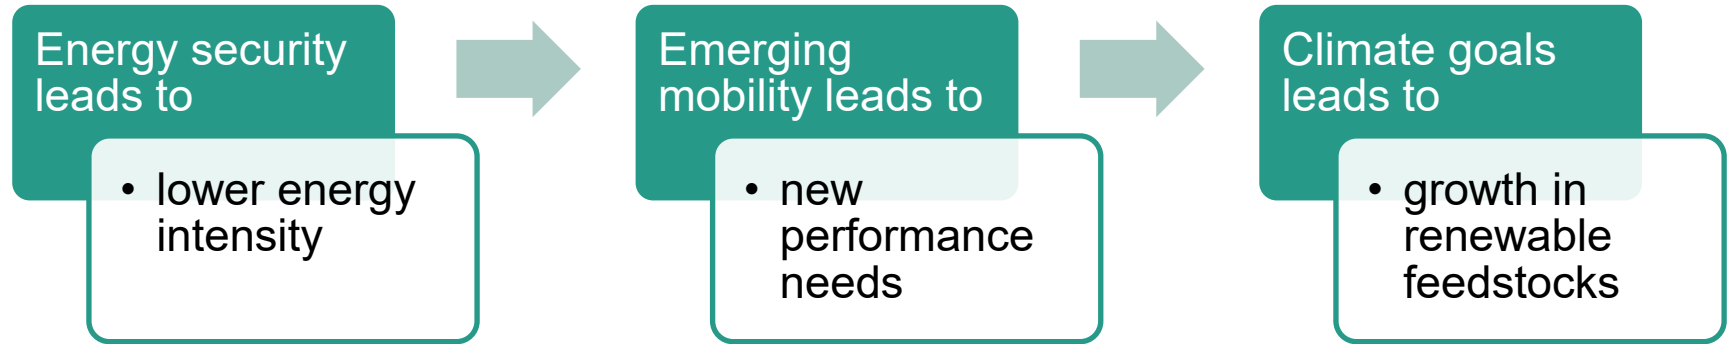 Energy security
leads to
• lower energy
intensity
Emerging
mobility leads to
• new
performance
needs
Climate goals
leads to
• growth in
renewable
feedstocks